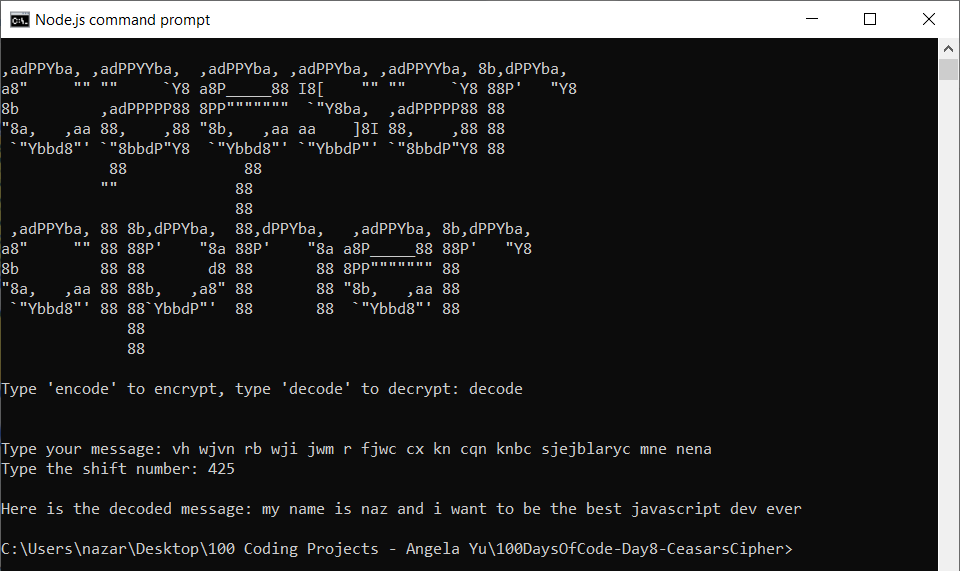 Node.js command prompt
,adPPYba, ,adPPYYba,  ,adPPYba, ,adPPYba, ,adPPYYba, 8b,dPPYba,
a8"     "" ""     `Y8 a8P_____88 I8[    "" ""     `Y8 88P'   "Y8
8b         ,adPPPPP88 8PP"""""""  `"Y8ba,  ,adPPPPP88 88
"8a,   ,aa 88,    ,88 "8b,   ,aa aa    ]8I 88,    ,88 88
 `"Ybbd8"' `"8bbdP"Y8  `"Ybbd8"' `"YbbdP"' `"8bbdP"Y8 88
            88             88
           ""             88
                          88
 ,adPPYba, 88 8b,dPPYba,  88,dPPYba,   ,adPPYba, 8b,dPPYba,
a8"     "" 88 88P'    "8a 88P'    "8a a8P_____88 88P'   "Y8
8b         88 88       d8 88       88 8PP""""""" 88
"8a,   ,aa 88 88b,   ,a8" 88       88 "8b,   ,aa 88
 `"Ybbd8"' 88 88`YbbdP"'  88       88  `"Ybbd8"' 88
              88
              88
Type 'encode' to encrypt, type 'decode' to decrypt: decode
Type your message: vh wjvn rb wji jwm r fjwc cx kn cqn knbc sjejblaryc mne nena
Type the shift number: 425
Here is the decoded message: my name is naz and i want to be the best javascript dev ever
C:\Users\nazar\Desktop\100 Coding Projects - Angela Yu\100DaysOfCode-Day8-CeasarsCipher>